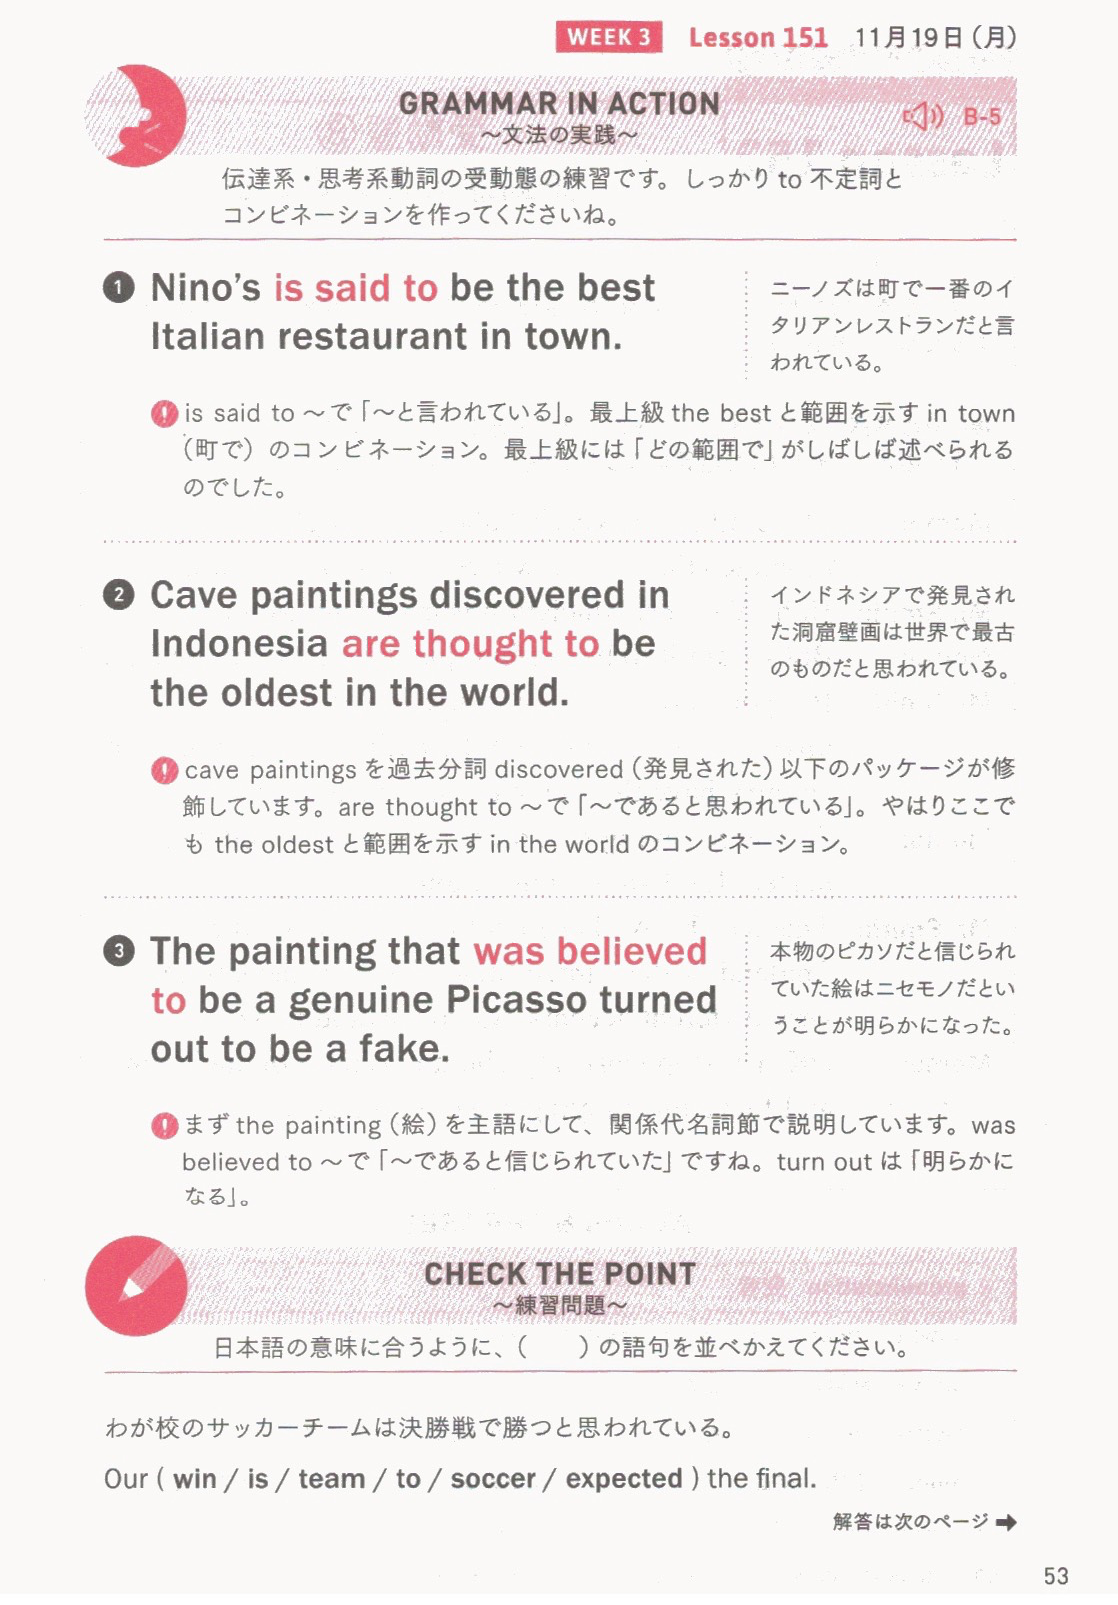 WEEK 3 Lesson 151 11月19日（月）
GRAMMAR IN ACTION
～文法の実践～
B-5
伝達系・思考系動詞の受動態の練習です。しっかり to 不定詞と
コンビネーションを作ってくださいね。
1 Nino's is said to be the best
Italian restaurant in town.
ニーノズは町で一番のイ
タリアンレストランだと言
われている。
! is said to ～で「～と言われている」。最上級 the best と範囲を示す in town
（町で）のコンビネーション。最上級には「どの範囲で」がしばしば述べられる
のでした。
2 Cave paintings discovered in
Indonesia are thought to be
the oldest in the world.
インドネシアで発見され
た洞窟壁画は世界で最古
のものだと思われている。
! cave paintings を過去分詞 discovered（発見された）以下のパッケージが修
飾しています。are thought to ～で「～であると思われている」。やはりここで
も the oldest と範囲を示す in the world のコンビネーション。
3 The painting that was believed
to be a genuine Picasso turned
out to be a fake.
本物のピカソだと信じられ
ていた絵はニセモノだとい
うことが明らかになった。
! まず the painting（絵）を主語にして、関係代名詞節で説明しています。was
believed to ～で「～であると信じられていた」ですね。turn out は「明らかに
なる」。
CHECK THE POINT
～練習問題～
日本語の意味に合うように、（　　）の語句を並べかえてください。
わが校のサッカーチームは決勝戦で勝つと思われている。
Our ( win / is / team / to / soccer / expected ) the final.
解答は次のページ ➡
53